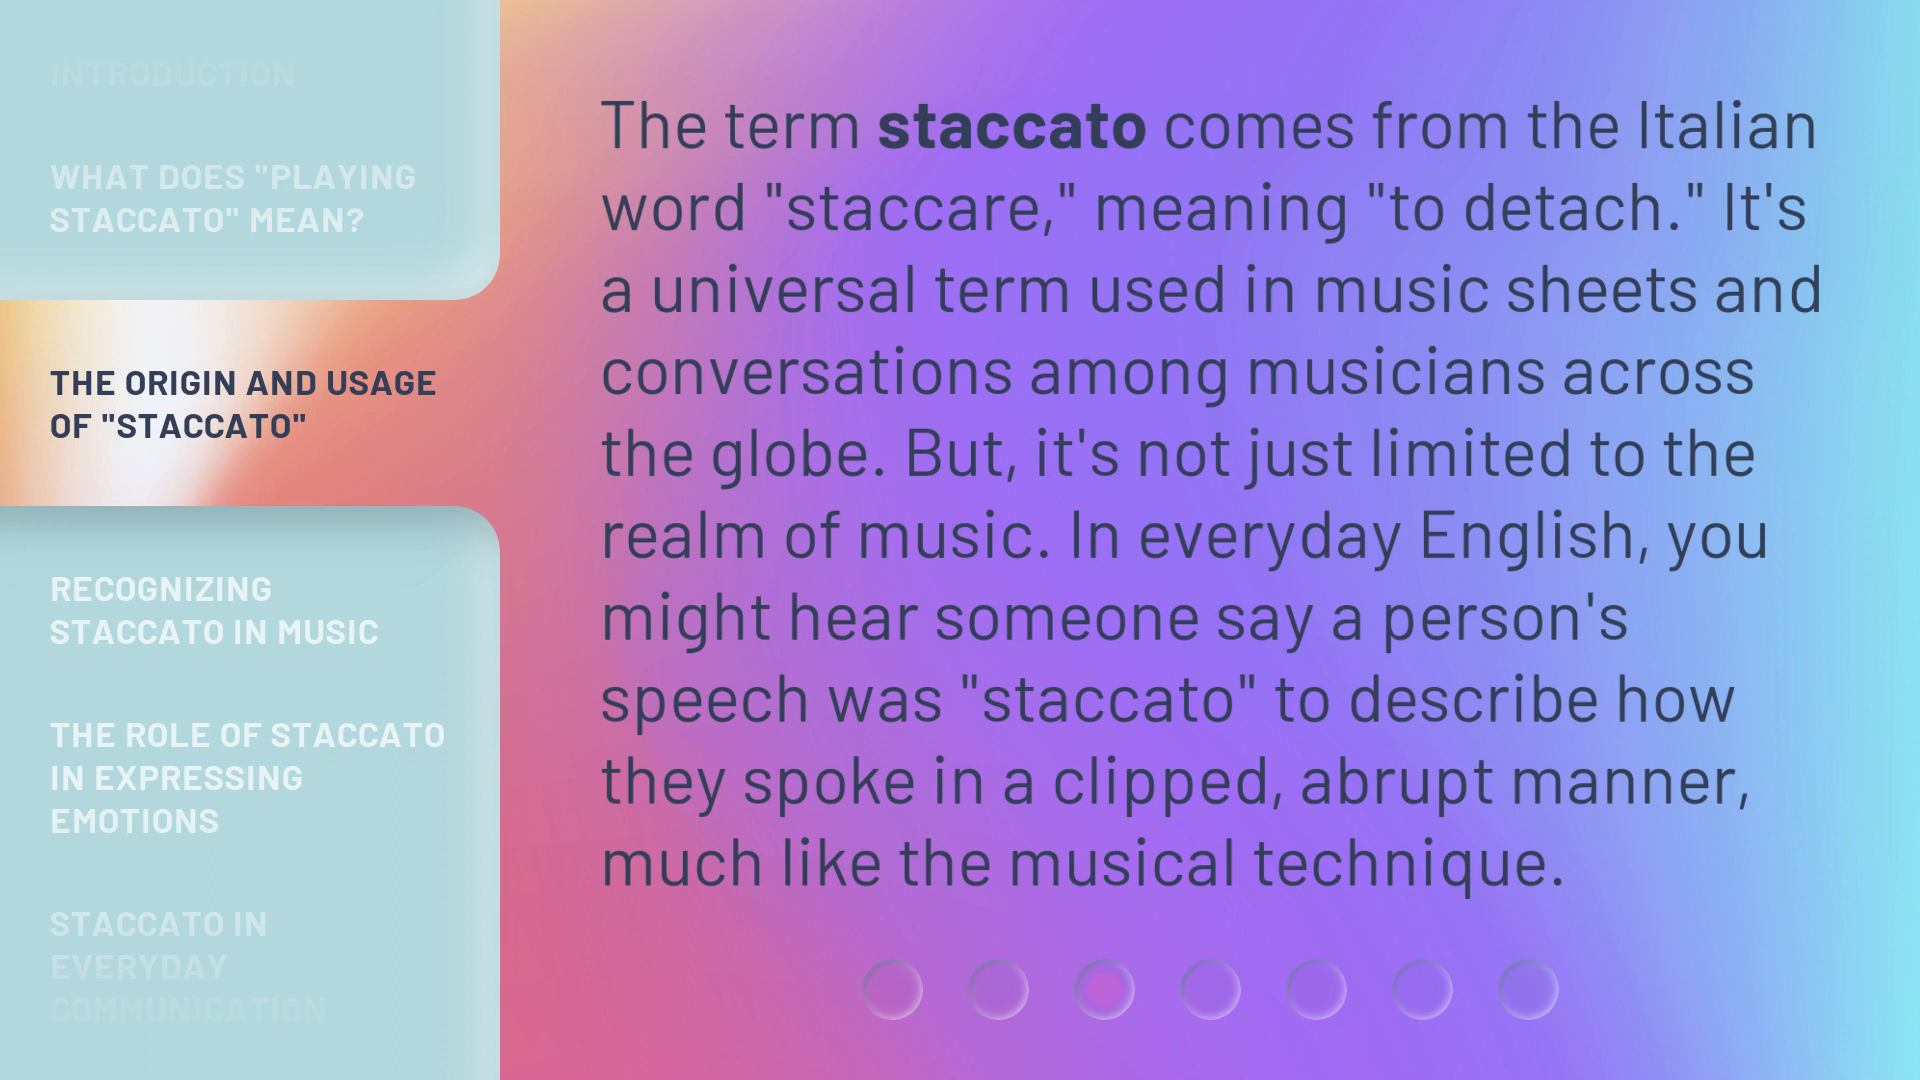 INTRODUCTION
WHAT DOES "PLAYING
STACCATO" MEAN?
THE ORIGIN AND USAGE
OF "STACCATO"
RECOGNIZING
STACCATO IN MUSIC
THE ROLE OF STACCATO
IN EXPRESSING
EMOTIONS
STACCATO IN
EVERYDAY
COMMUNICATION
The term staccato comes from the Italian
word "staccare," meaning "to detach." It's
a universal term used in music sheets and
conversations among musicians across
the globe. But, it's not just limited to the
realm of music. In everyday English, you
might hear someone say a person's
speech was "staccato" to describe how
they spoke in a clipped, abrupt manner,
much like the musical technique.